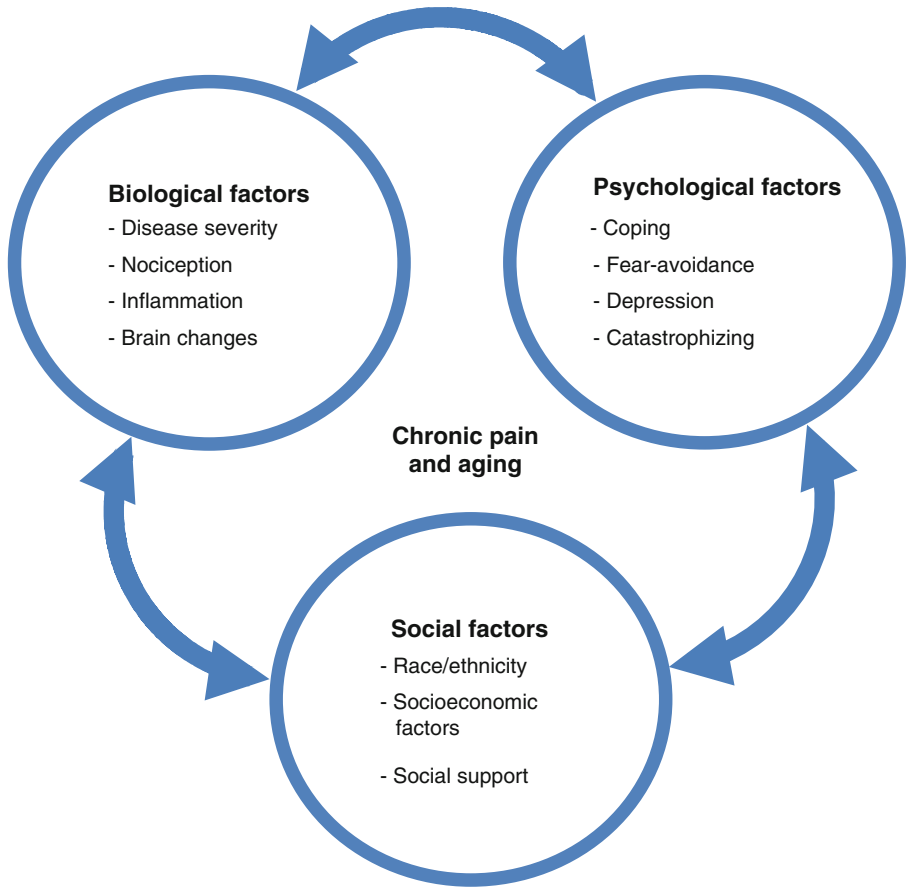 Biological factors
- Disease severity
- Nociception
- Inflammation
- Brain changes
Psychological factors
- Coping
- Fear-avoidance
- Depression
- Catastrophizing
Chronic pain
and aging
Social factors
- Race/ethnicity
- Socioeconomic
factors
- Social support